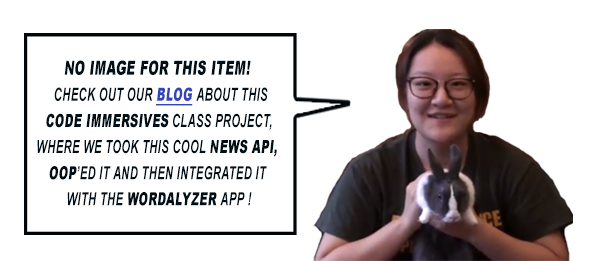 NO IMAGE FOR THIS ITEM!
CHECK OUT OUR BLOG ABOUT THIS
CODE IMMERSIVES CLASS PROJECT,
WHERE WE TOOK THIS COOL NEWS API,
OOP'ED IT AND THEN INTEGRATED IT
WITH THE WORDALYZER APP !